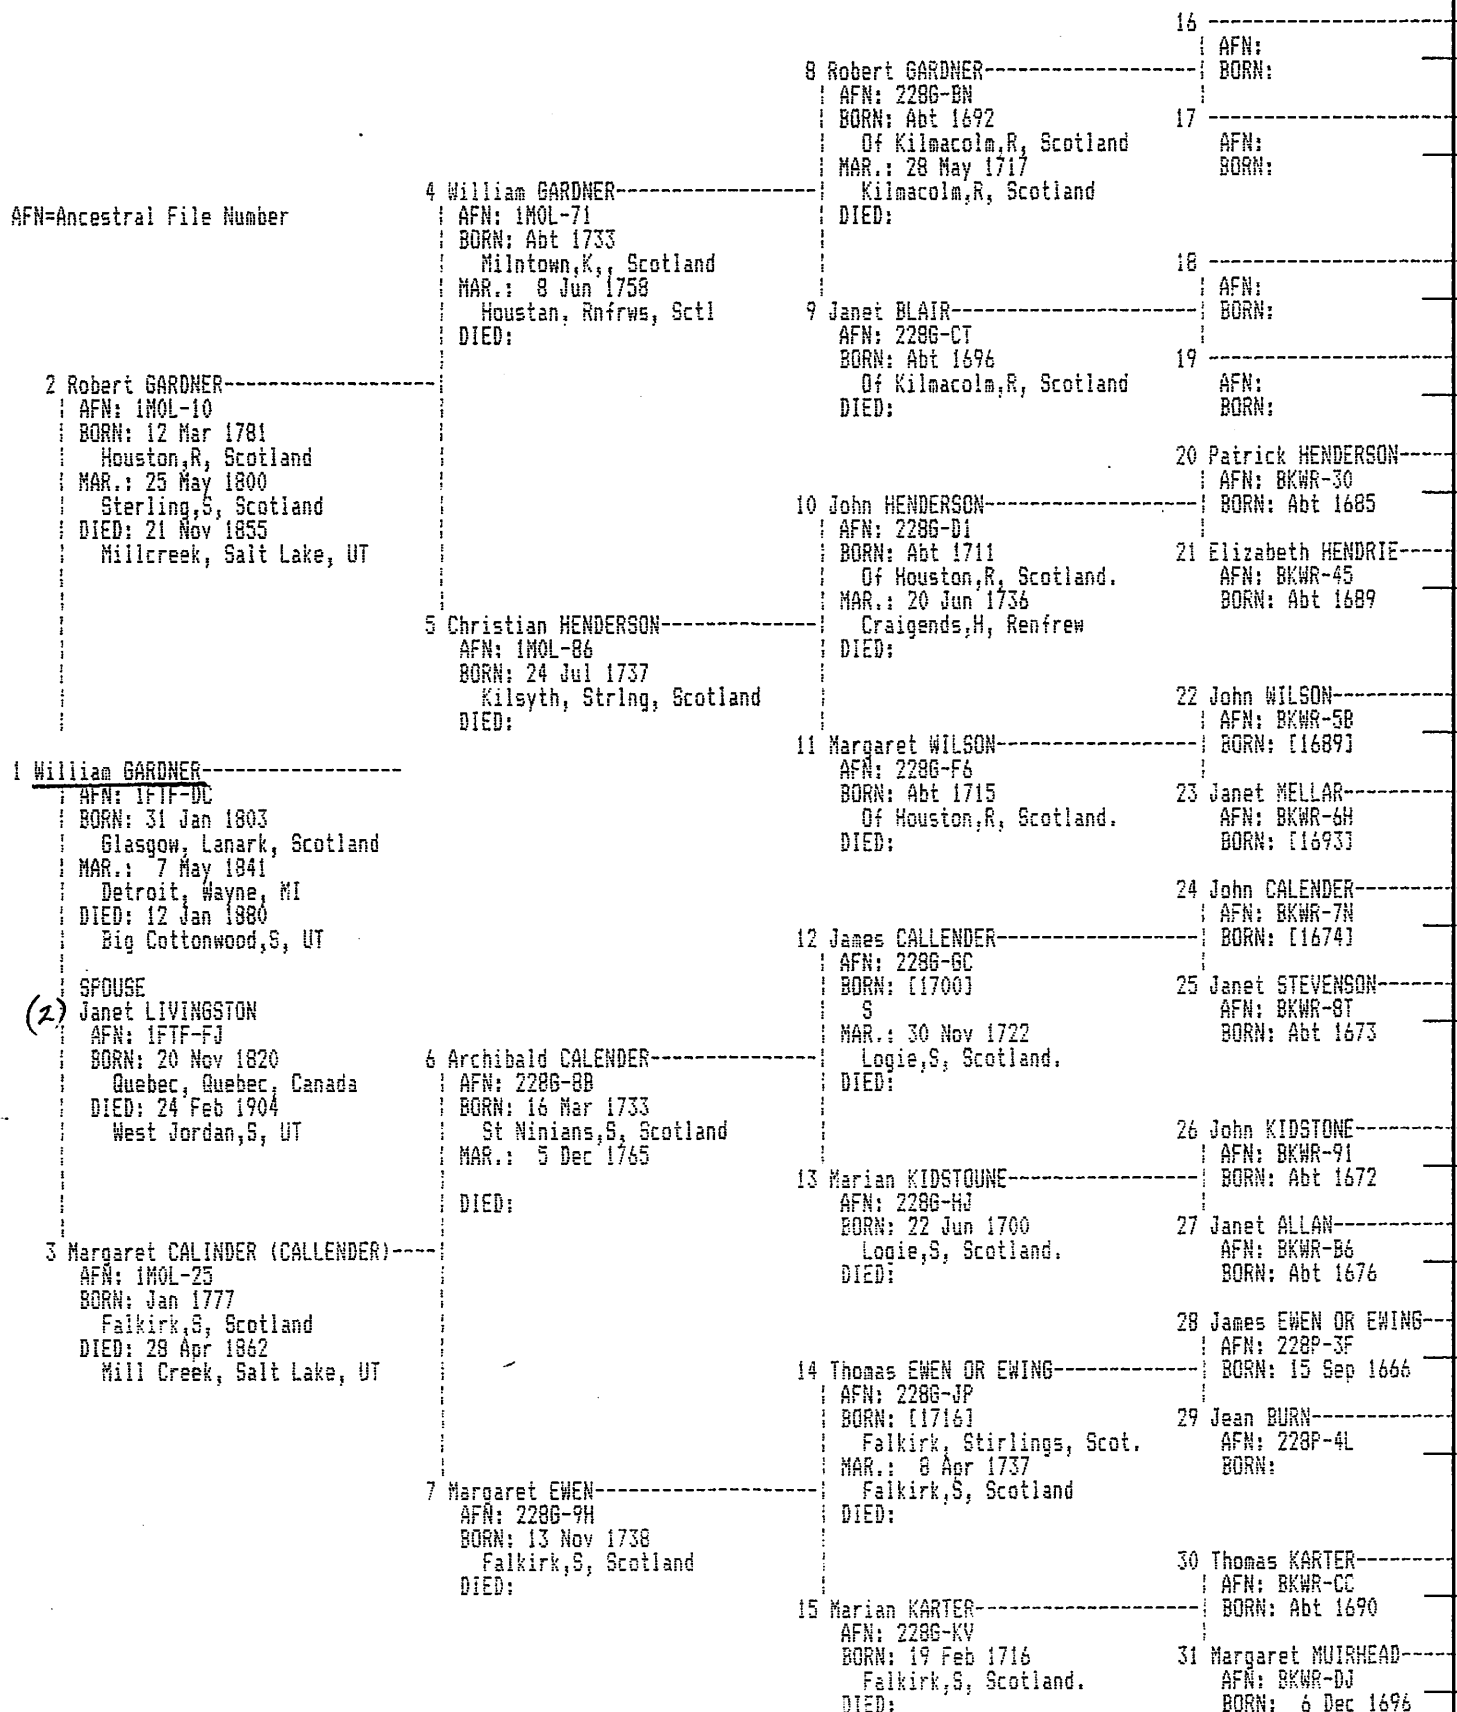 AFN=Ancestral File Number
1 William GARDNER
AFN: 1FTF-DL
BORN: 31 Jan 1803
Glasgow, Lanark, Scotland
MAR.: 7 May 1841
Detroit, Wayne, MI
DIED: 12 Jan 1880
Big Cottonwood,S, UT
SPOUSE
(2) Janet LIVINGSTON
AFN: 1FTF-FJ
BORN: 20 Nov 1820
Quebec, Quebec, Canada
DIED: 24 Feb 1904
West Jordan,S, UT
2 Robert GARDNER
AFN: 1MOL-10
BORN: 12 Mar 1781
Houston,R, Scotland
MAR.: 25 May 1800
Sterling,S, Scotland
DIED: 21 Nov 1855
Millcreek, Salt Lake, UT
3 Margaret CALINDER (CALLENDER)
AFN: 1MOL-25
BORN: Jan 1777
Falkirk,S, Scotland
DIED: 28 Apr 1862
Mill Creek, Salt Lake, UT
4 William GARDNER
AFN: 1MOL-71
BORN: Abt 1733
Milntown,K,, Scotland
MAR.: 8 Jun 1758
Houstan, Rnfrws, Sctl
DIED:
5 Christian HENDERSON
AFN: 1MOL-86
BORN: 24 Jul 1737
Kilsyth, Strlng, Scotland
DIED:
6 Archibald CALENDER
AFN: 228G-8B
BORN: 16 Mar 1733
St Ninians,S, Scotland
MAR.: 5 Dec 1765
DIED:
7 Margaret EWEN
AFN: 228G-9H
BORN: 13 Nov 1738
Falkirk,S, Scotland
DIED:
8 Robert GARDNER
AFN: 228G-BN
BORN: Abt 1692
Of Kilmacolm,R, Scotland
MAR.: 28 May 1717
Kilmacolm,R, Scotland
DIED:
9 Janet BLAIR
AFN: 228G-CT
BORN: Abt 1696
Of Kilmacolm,R, Scotland
DIED:
10 John HENDERSON
AFN: 228G-D1
BORN: Abt 1711
Of Houston,R, Scotland.
MAR.: 20 Jun 1736
Craigends,H, Renfrew
DIED:
11 Margaret WILSON
AFN: 228G-F6
BORN: Abt 1715
Of Houston,R, Scotland.
DIED:
12 James CALLENDER
AFN: 228G-GC
BORN: [1700]
S
MAR.: 30 Nov 1722
Logie,S, Scotland.
DIED:
13 Marian KIDSTOUNE
AFN: 228G-HJ
BORN: 22 Jun 1700
Logie,S, Scotland.
DIED:
14 Thomas EWEN OR EWING
AFN: 228G-JP
BORN: [1716]
Falkirk, Stirlings, Scot.
MAR.: 8 Apr 1737
Falkirk,S, Scotland
DIED:
15 Marian KARTER
AFN: 228G-KV
BORN: 19 Feb 1716
Falkirk,S, Scotland.
DIED:
16
AFN:
BORN:
17
AFN:
BORN:
18
AFN:
BORN:
19
AFN:
BORN:
20 Patrick HENDERSON
AFN: BKWR-30
BORN: Abt 1685
21 Elizabeth HENDRIE
AFN: BKWR-45
BORN: Abt 1689
22 John WILSON
AFN: BKWR-5B
BORN: [1689]
23 Janet MELLAR
AFN: BKWR-6H
BORN: [1693]
24 John CALENDER
AFN: BKWR-7N
BORN: [1674]
25 Janet STEVENSON
AFN: BKWR-8T
BORN: Abt 1673
26 John KIDSTONE
AFN: BKWR-91
BORN: Abt 1672
27 Janet ALLAN
AFN: BKWR-B6
BORN: Abt 1676
28 James EWEN OR EWING
AFN: 228P-3F
BORN: 15 Sep 1666
29 Jean BURN
AFN: 228P-4L
BORN:
30 Thomas KARTER
AFN: BKWR-CC
BORN: Abt 1690
31 Margaret MUIRHEAD
AFN: BKWR-DJ
BORN: 6 Dec 1696